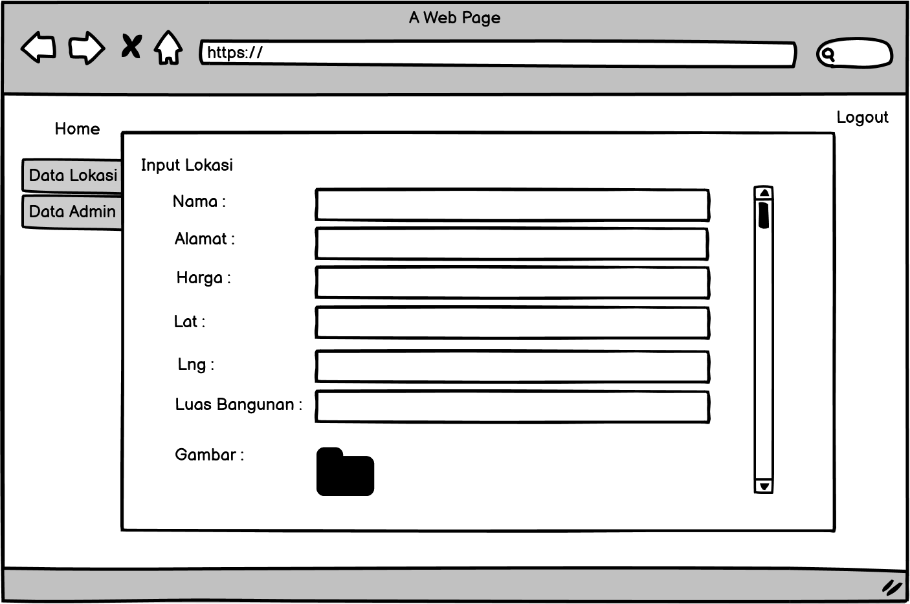 A Web Page
https://
Logout
Home
Data Lokasi
Data Admin
Input Lokasi
Nama :
Alamat :
Harga :
Lat :
Lng :
Luas Bangunan :
Gambar :